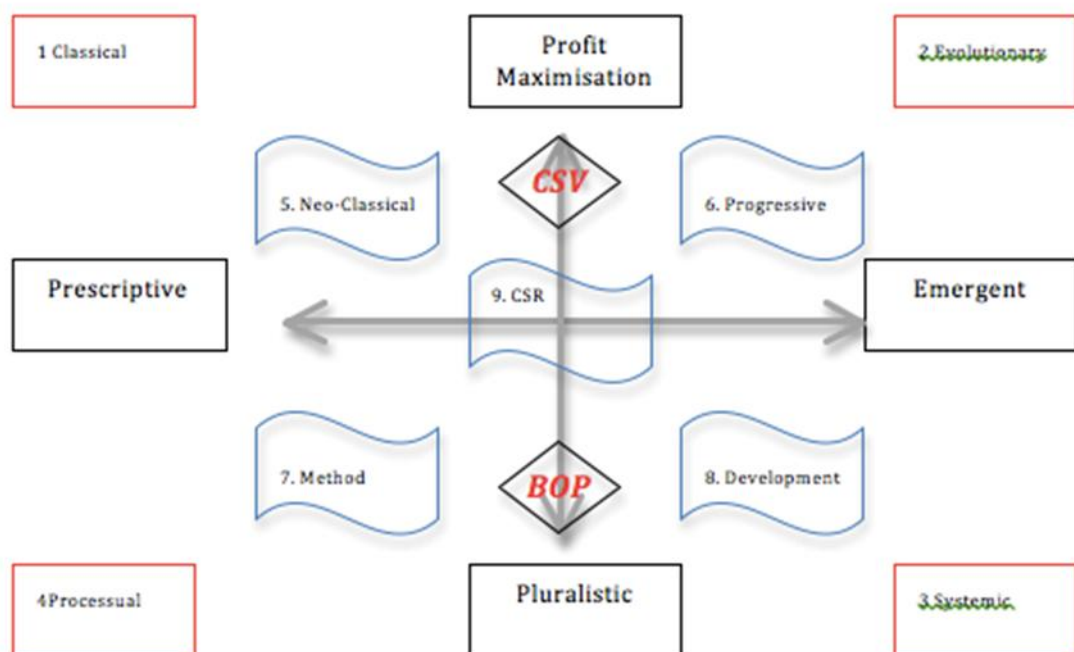 1 Classical
Profit
Maximisation
2 Evolutionary
5. Neo-Classical
CSV
6. Progressive
Prescriptive
9. CSR
Emergent
7. Method
BOP
8. Development
4Processual
Pluralistic
3 Systemic